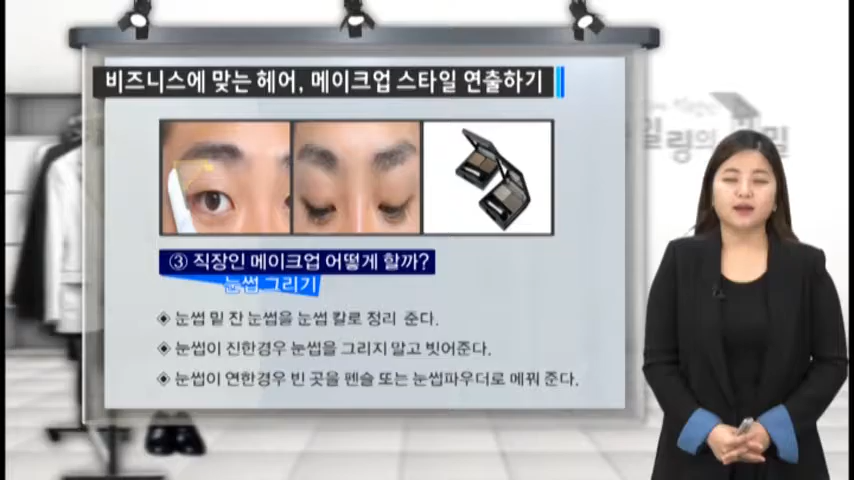 비즈니스에 맞는 헤어, 메이크업 스타일 연출하기
③ 직장인 메이크업 어떻게 할까?
눈썹 그리기
◈ 눈썹 밑 잔 눈썹을 눈썹 칼로 정리 준다.
◈ 눈썹이 진한경우 눈썹을 그리지 말고 빗어준다.
◈ 눈썹이 연한경우 빈 곳을 펜슬 또는 눈썹파우더로 메꿔 준다.